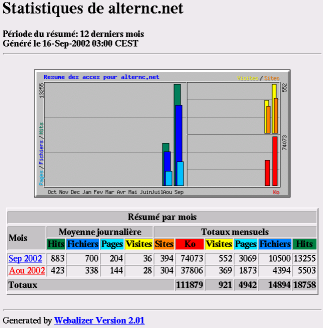 Statistiques de alternc.net
Période du résumé: 12 derniers mois
Généré le 16-Sep-2002 03:00 CEST
Resume des acces pour alternc.net
Visites/Sites
13255
552
74073
Pages/Fichiers/Hits
Oct Nov Dec Jan Fev Mar Avr Mai JuinJuilAou Sep
Ko
Résumé par mois
Mois Moyenne journalière Totaux mensuels
Hits Fichiers Pages Visites Sites Ko Visites Pages Fichiers Hits
Sep 2002 883 700 204 36 394 74073 552 3069 10500 13255
Aou 2002 423 338 144 28 304 37806 369 1873 4394 5503
Totaux 111879 921 4942 14894 18758
Generated by Webalizer Version 2.01